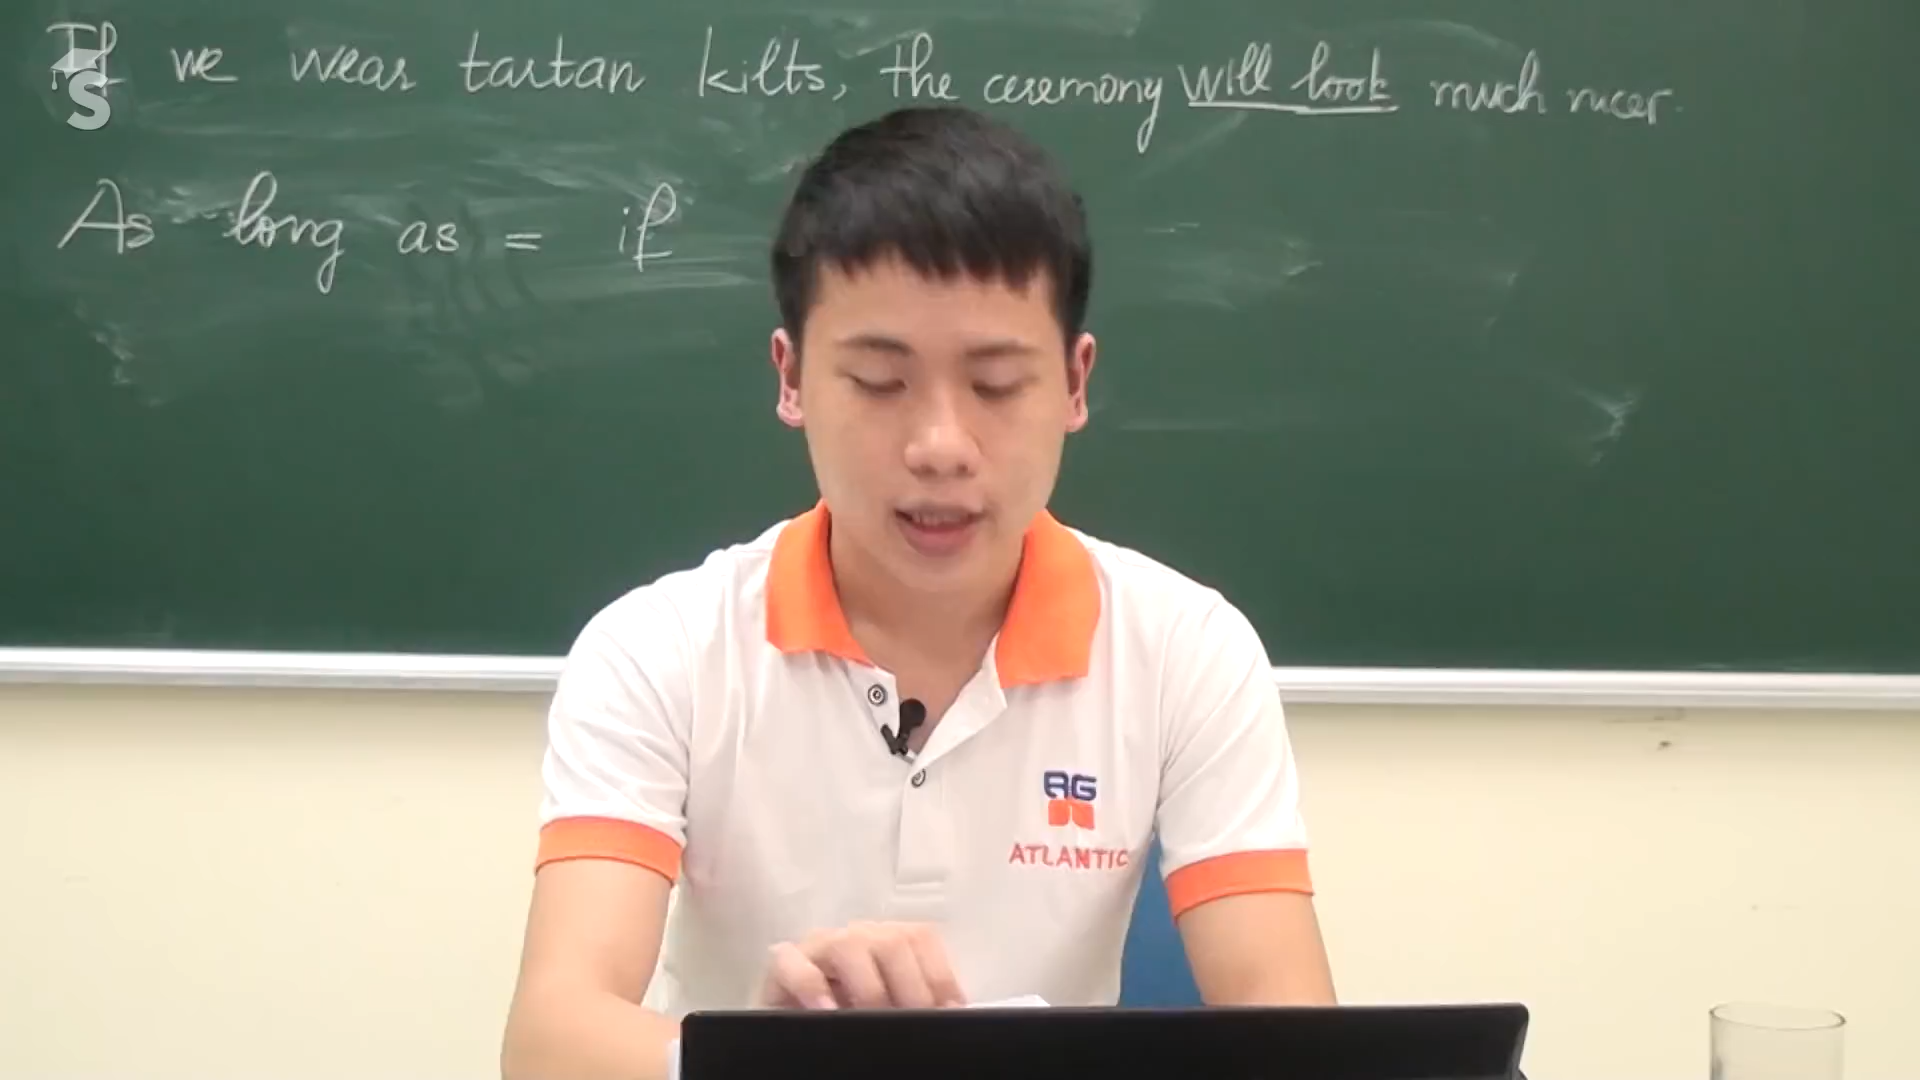 If we wear tartan kilts, the ceremony will look much nicer.
As long as = if
S
AG
ATLANTIC